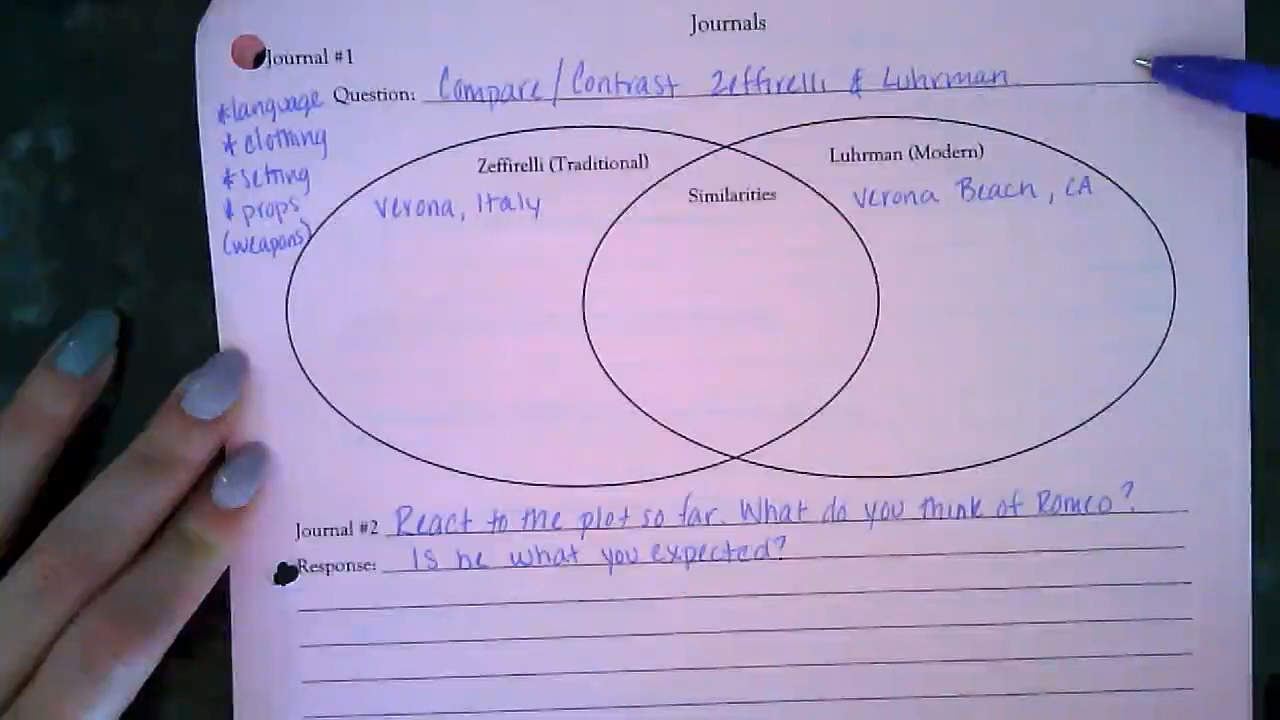 Journals
Journal #1
Question: Compare/Contrast Zeffirelli & Luhrman
*language
*clothing
*setting
*props
(weapons)
Zeffirelli (Traditional)
Verona, Italy
Similarities
Luhrman (Modern)
Verona Beach, CA
Journal #2 React to the plot so far. What do you think of Romeo?
Response: Is he what you expected?